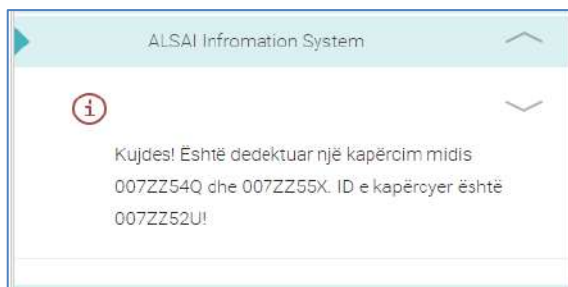 ALSAI Infromation System
Kujdes! Është dedektuar një kapërcim midis
007ZZ54Q dhe 007ZZ55X. ID e kapërcyer është
007ZZ52U!